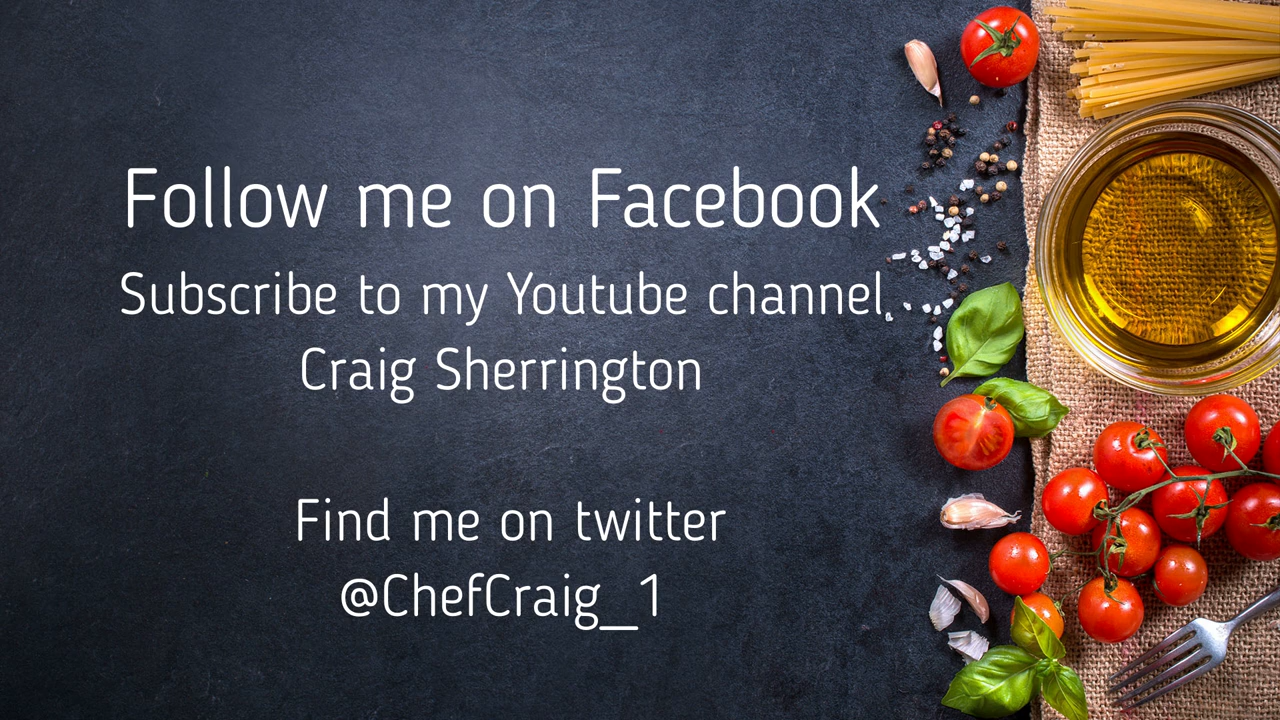 Follow me on Facebook
Subscribe to my Youtube channel
Craig Sherrington
Find me on twitter
@ChefCraig_1